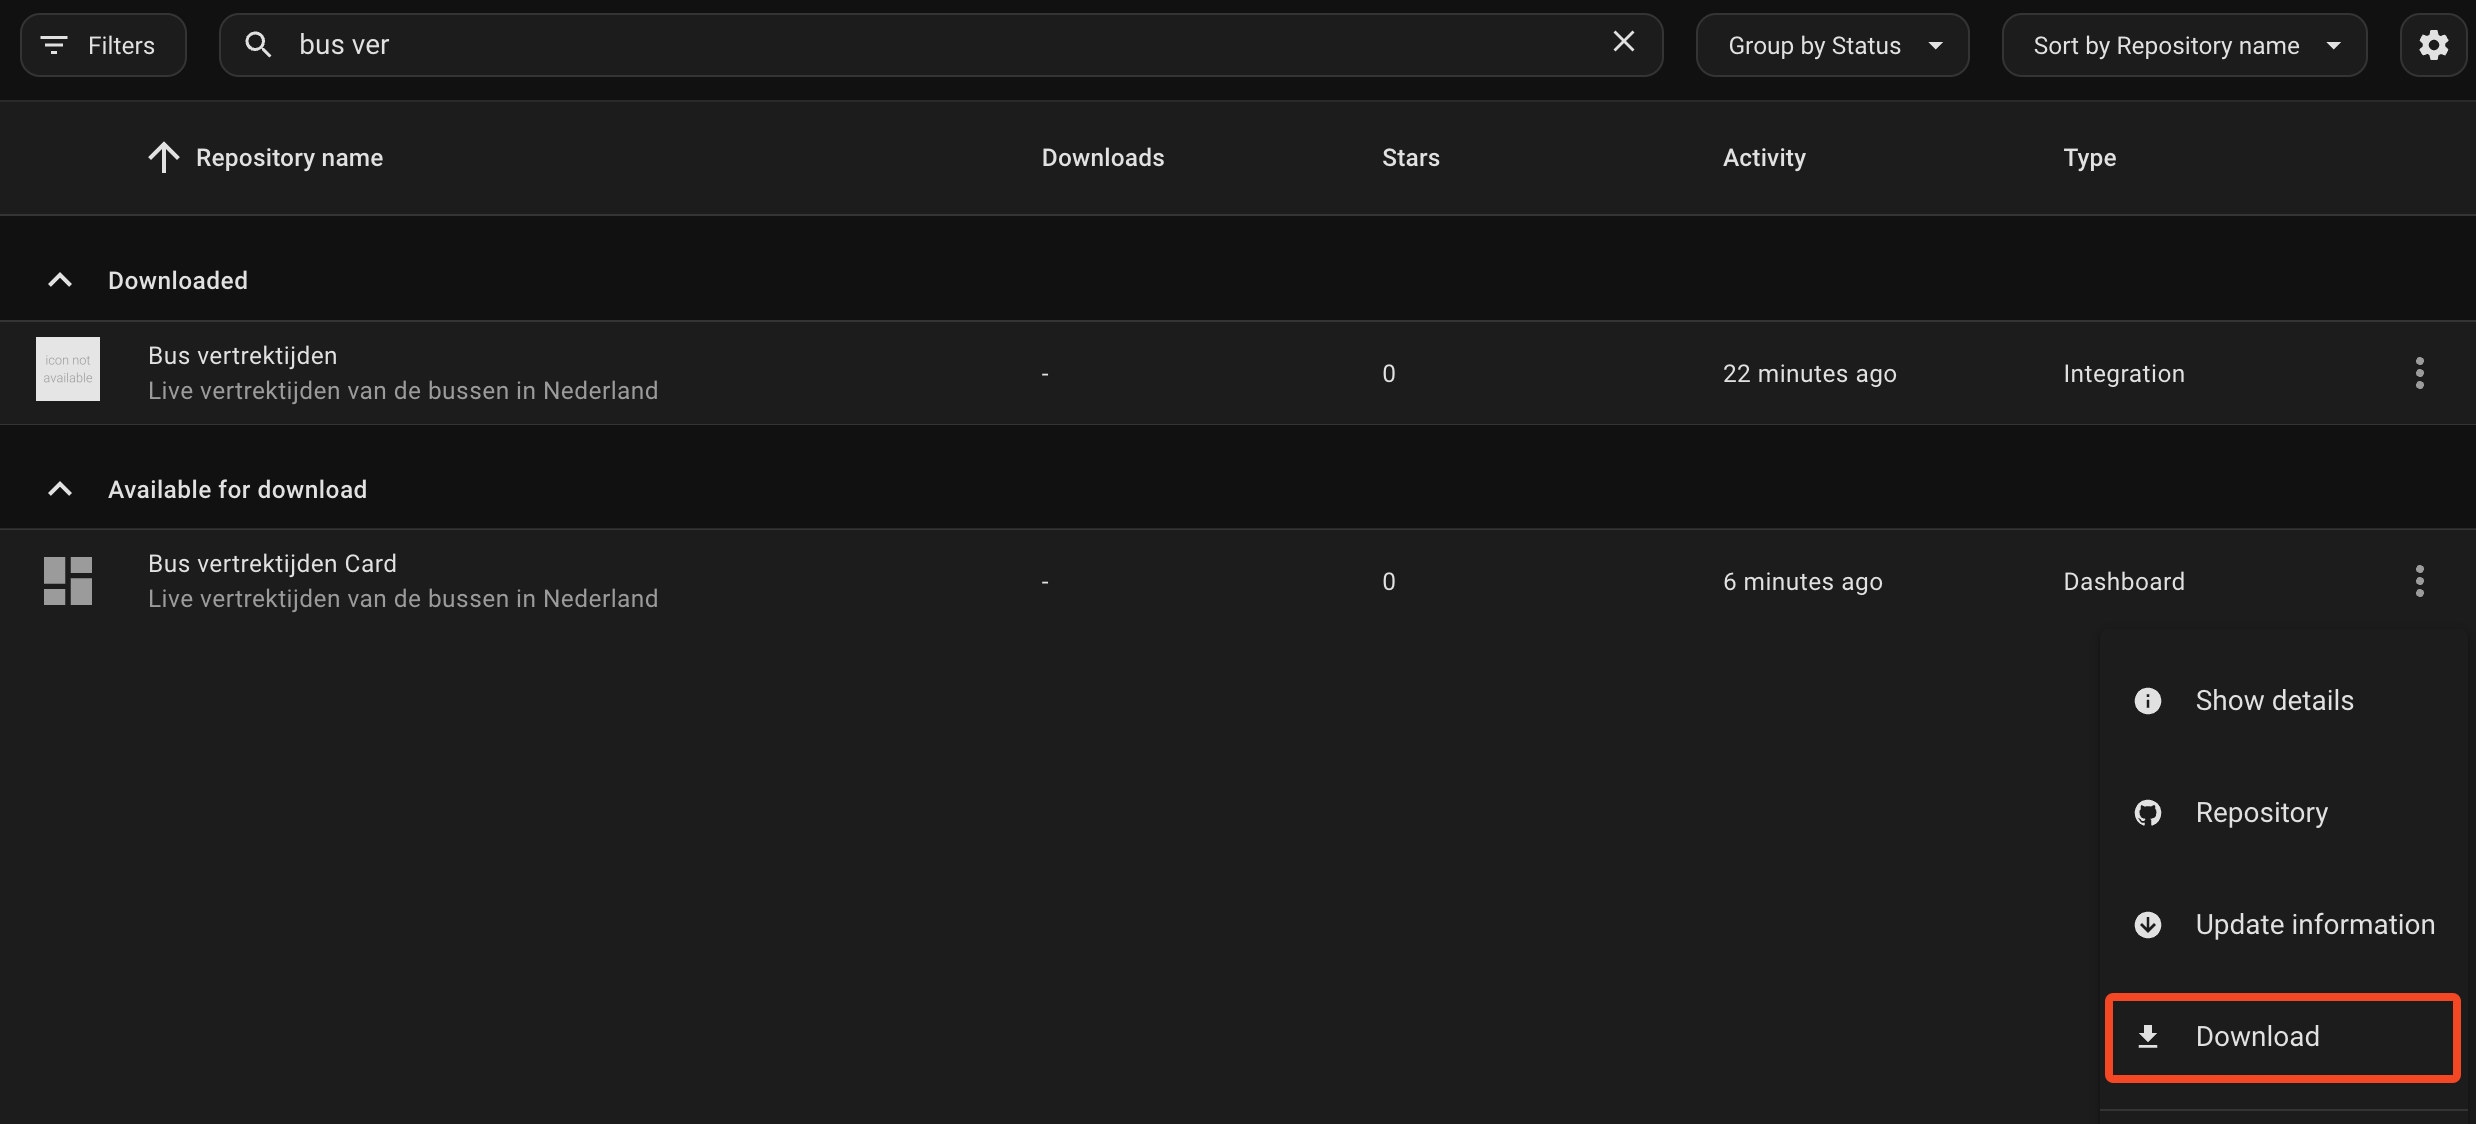 Filters
bus ver
Group by Status
Sort by Repository name
Repository name
Downloads
Stars
Activity
Type
Downloaded
icon not
available
Bus vertrektijden
Live vertrektijden van de bussen in Nederland
-
0
22 minutes ago
Integration
Available for download
Bus vertrektijden Card
Live vertrektijden van de bussen in Nederland
-
0
6 minutes ago
Dashboard
Show details
Repository
Update information
Download